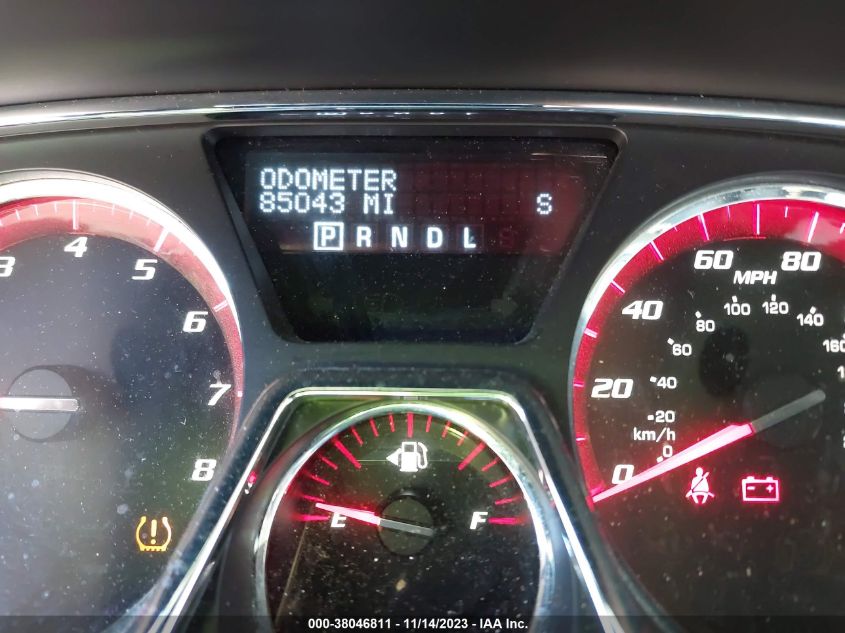 ODOMETER
85043 MI S
P R N D L
3 4 5 6 7 8
0 20 40 60 80
MPH
0 20 40 60 80 100 120 140 160
km/h
E F
000-38046811 - 11/14/2023 - IAA Inc.